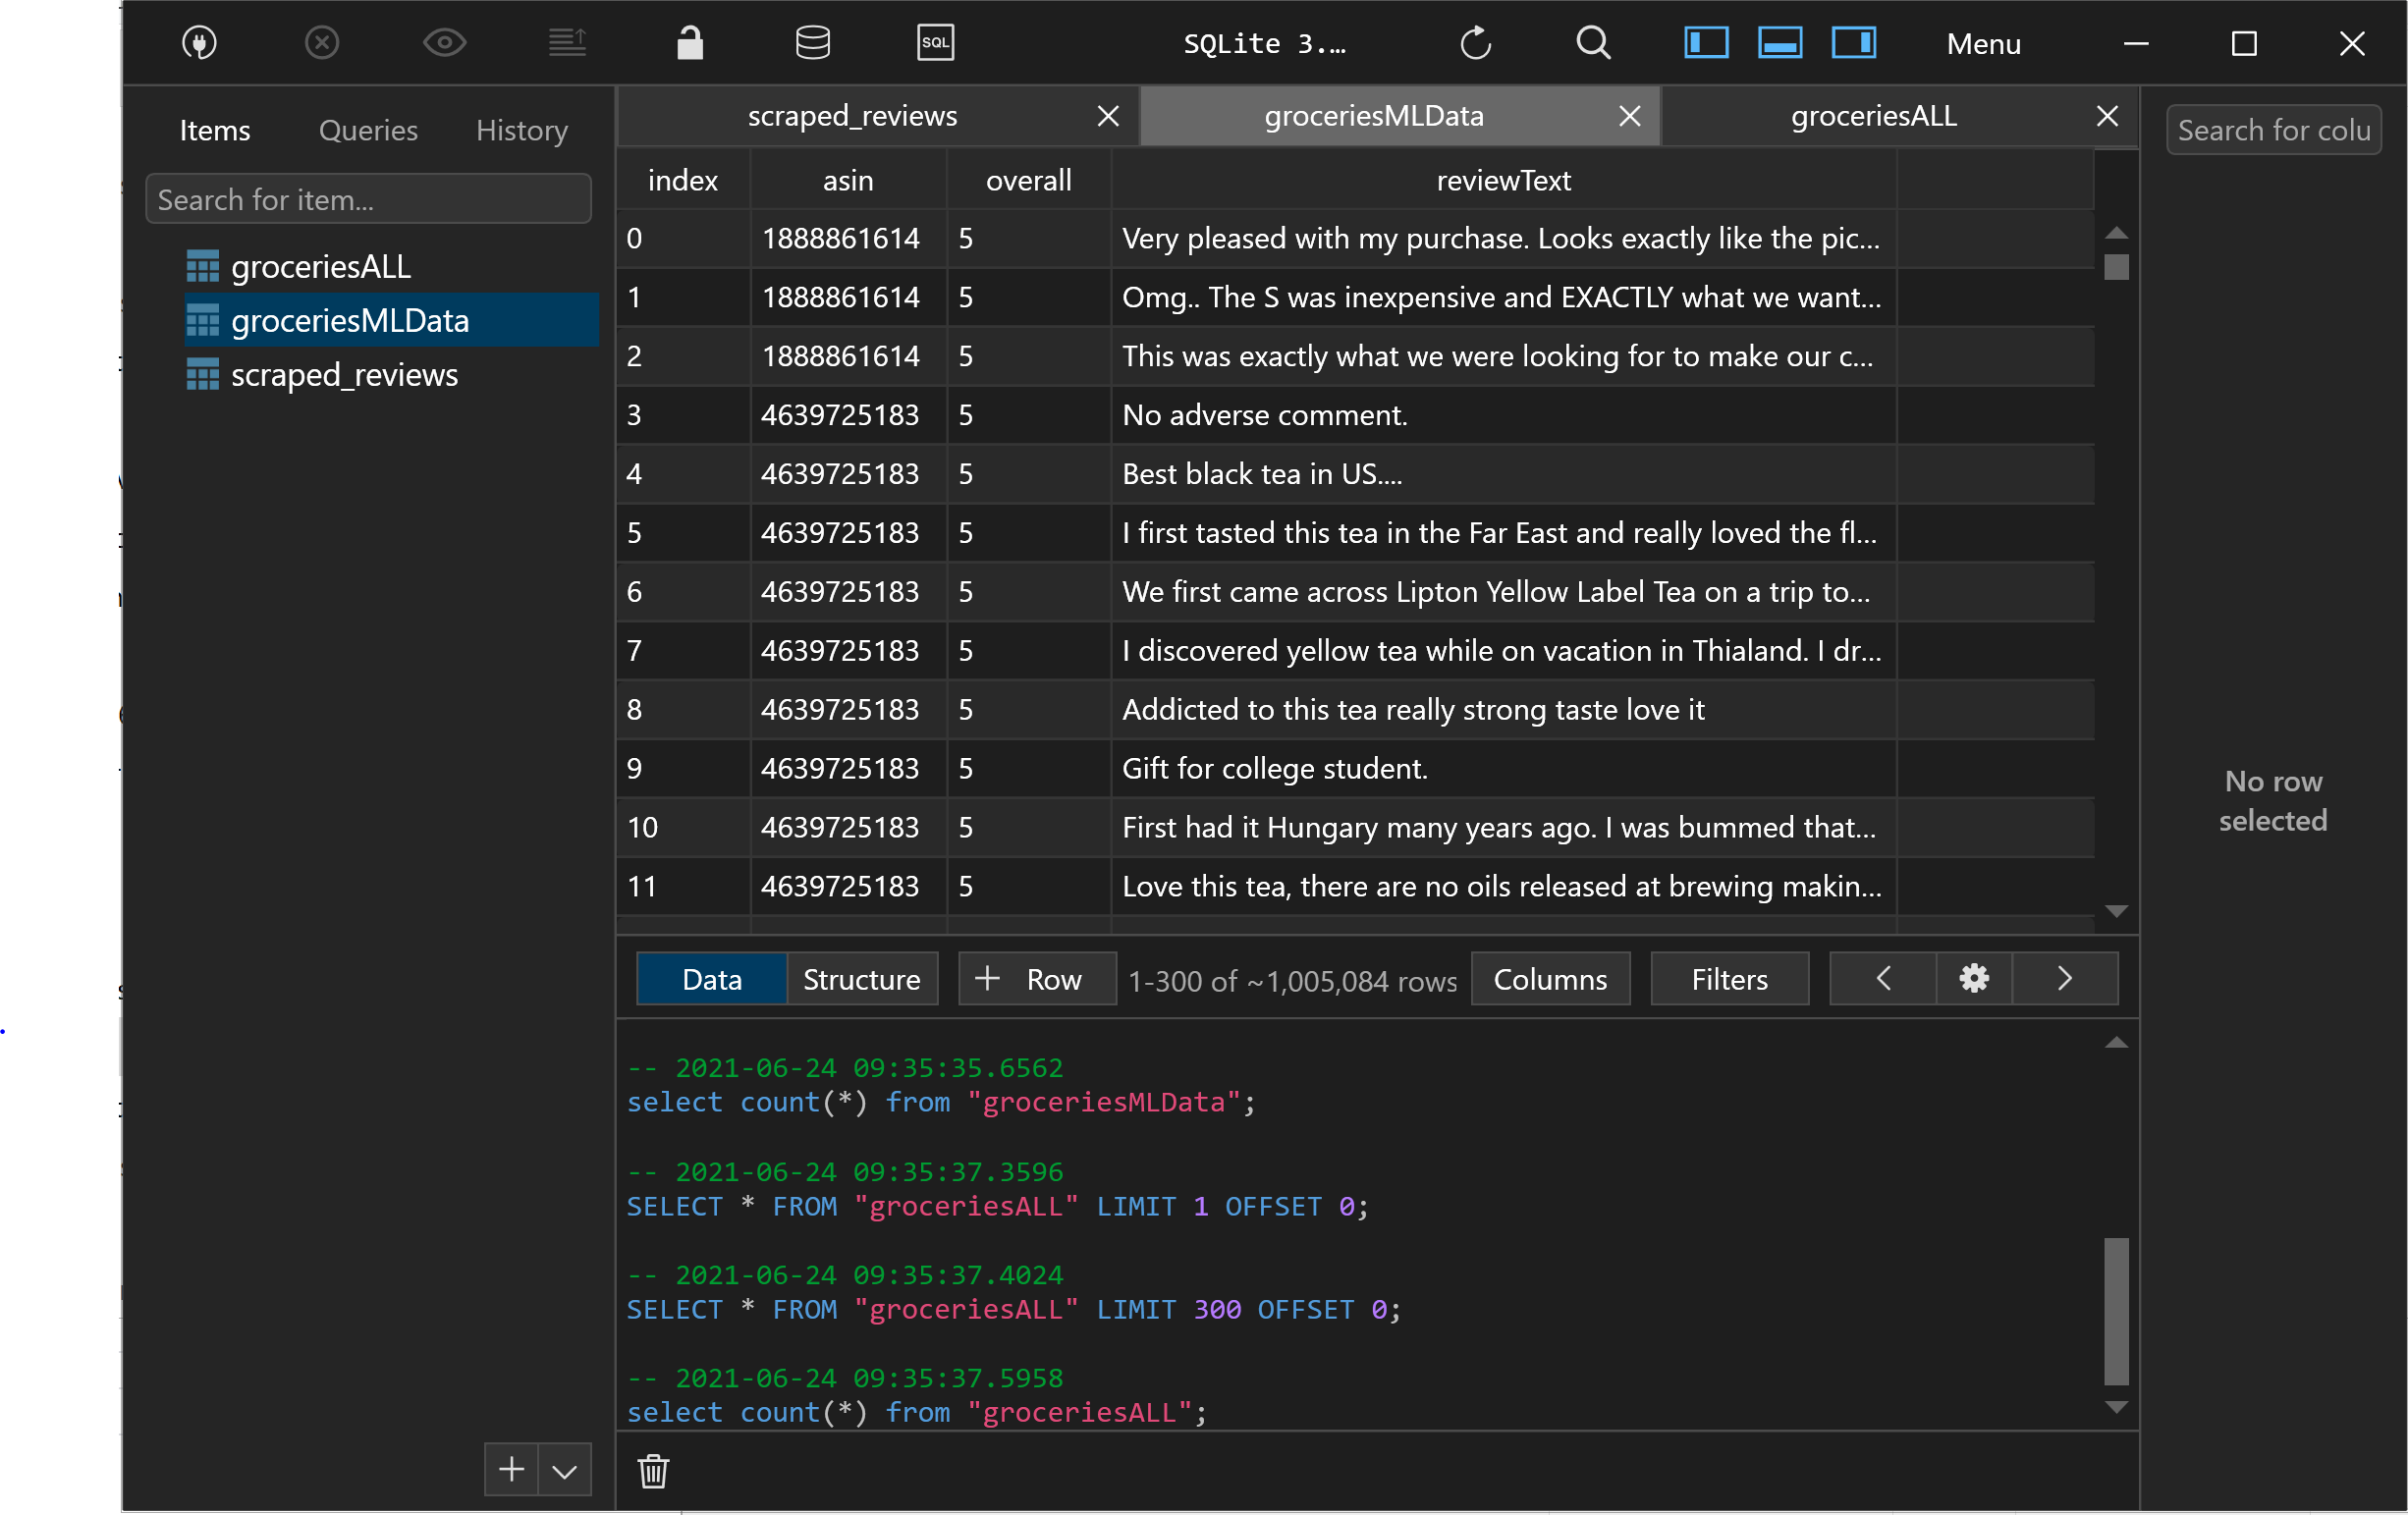 SQL SQLite 3.... Menu
Items Queries History
Search for item...
groceriesALL
groceriesMLData
scraped_reviews
scraped_reviews groceriesMLData groceriesALL
index asin overall reviewText
0 1888861614 5 Very pleased with my purchase. Looks exactly like the pic...
1 1888861614 5 Omg.. The S was inexpensive and EXACTLY what we want...
2 1888861614 5 This was exactly what we were looking for to make our c...
3 4639725183 5 No adverse comment.
4 4639725183 5 Best black tea in US....
5 4639725183 5 I first tasted this tea in the Far East and really loved the fl...
6 4639725183 5 We first came across Lipton Yellow Label Tea on a trip to...
7 4639725183 5 I discovered yellow tea while on vacation in Thialand. I dr...
8 4639725183 5 Addicted to this tea really strong taste love it
9 4639725183 5 Gift for college student.
10 4639725183 5 First had it Hungary many years ago. I was bummed that...
11 4639725183 5 Love this tea, there are no oils released at brewing makin...
Data Structure + Row 1-300 of ~1,005,084 rows Columns Filters
-- 2021-06-24 09:35:35.6562
select count(*) from "groceriesMLData";
-- 2021-06-24 09:35:37.3596
SELECT * FROM "groceriesALL" LIMIT 1 OFFSET 0;
-- 2021-06-24 09:35:37.4024
SELECT * FROM "groceriesALL" LIMIT 300 OFFSET 0;
-- 2021-06-24 09:35:37.5958
select count(*) from "groceriesALL";
Search for colu
No row
selected